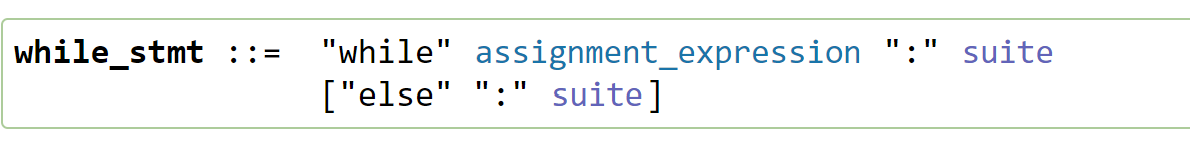 while_stmt ::= "while" assignment_expression ":" suite
["else" ":" suite]